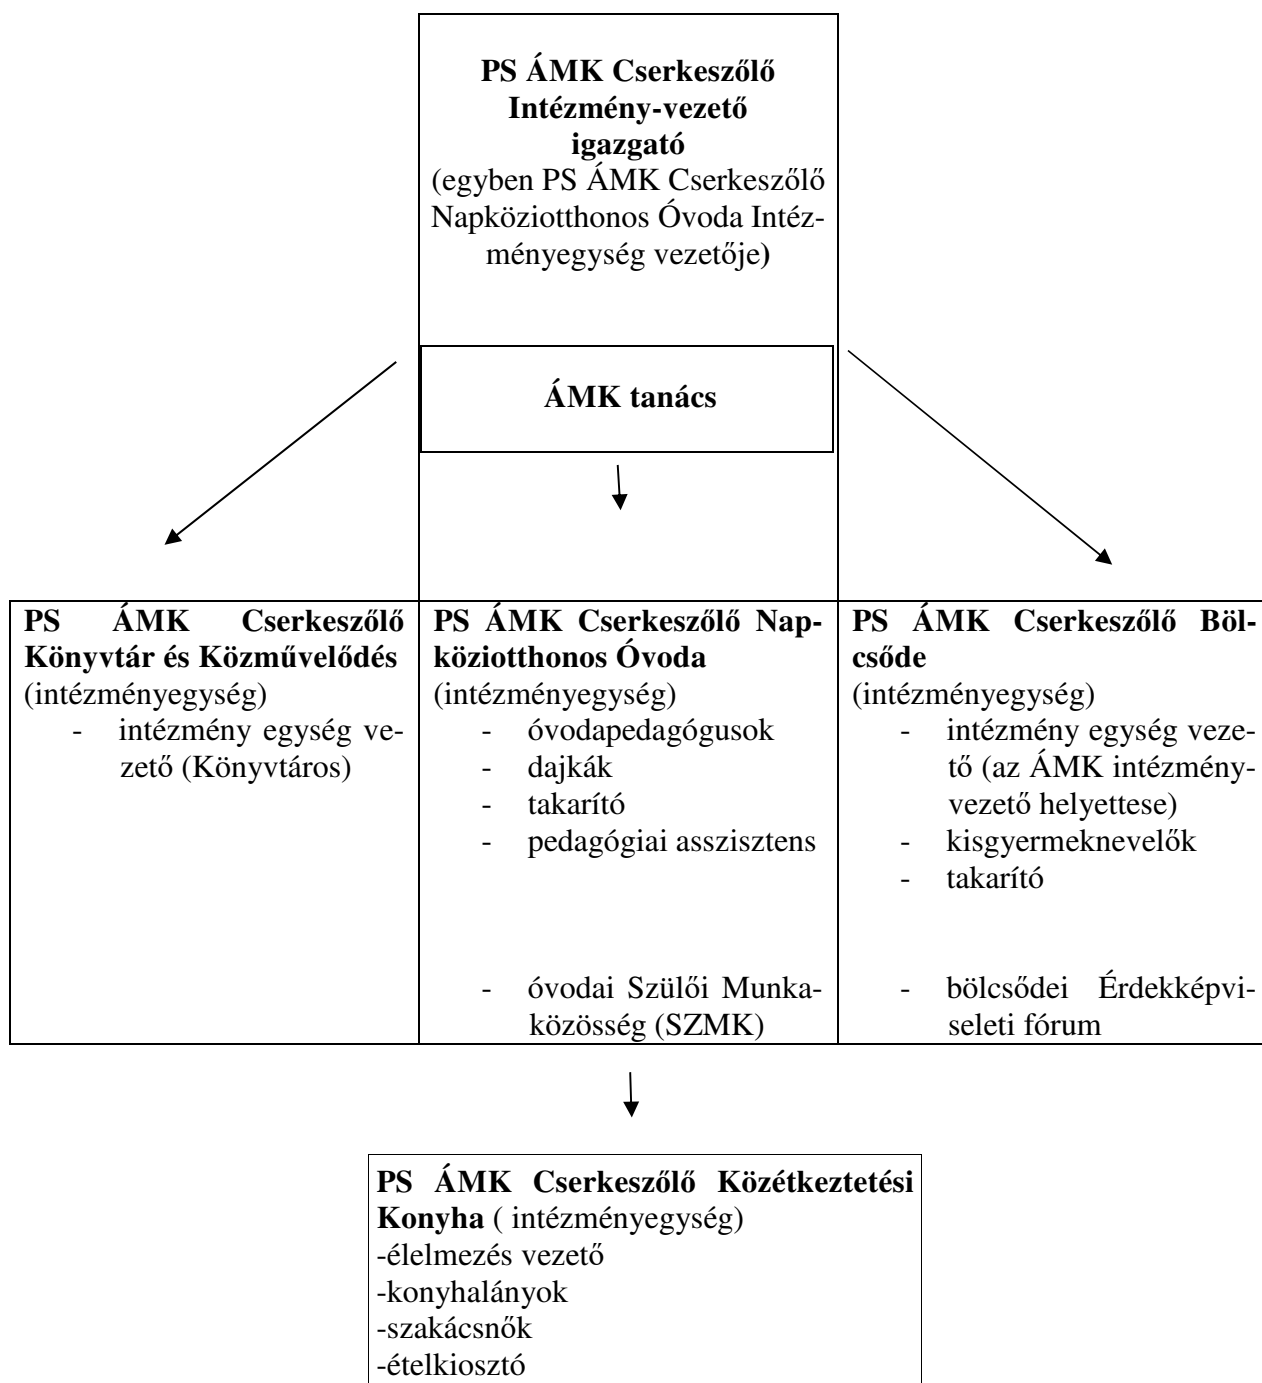 PS ÁMK Cserkeszőlő
Intézmény-vezető
igazgató
(egyben PS ÁMK Cserkeszőlő
Napköziotthonos Óvoda Intéz-
ményegység vezetője)
ÁMK tanács
PS ÁMK Cserkeszőlő
Könyvtár és Közművelődés
(intézményegység)
- intézmény egység ve-
zető (Könyvtáros)
PS ÁMK Cserkeszőlő Nap-
köziotthonos Óvoda
(intézményegység)
- óvodapedagógusok
- dajkák
- takarító
- pedagógiai asszisztens
- óvodai Szülői Munka-
közösség (SZMK)
PS ÁMK Cserkeszőlő Böl-
csőde
(intézményegység)
- intézmény egység veze-
tő (az ÁMK intézmény-
vezető helyettese)
- kisgyermeknevelők
- takarító
- bölcsődei Érdekképvi-
seleti fórum
PS ÁMK Cserkeszőlő Közétkeztetési
Konyha ( intézményegység)
-élelmezés vezető
-konyhalányok
-szakácsnők
-ételkiosztó